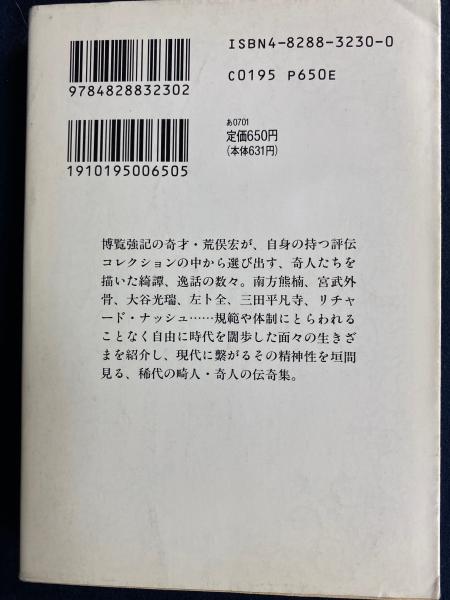 ISBN4-8288-3230-0
C0195 P650E
9784828832302
あ0701
定価650円
(本体631円)
1910195006505
博覧強記の奇才・荒俣宏が、自身の持つ評伝
コレクションの中から選び出す、奇人たちを
描いた綺譚、逸話の数々。南方熊楠、宮武外
骨、大谷光瑞、左卜全、三田平凡寺、リチャ
ード・ナッシュ……規範や体制にとらわれる
ことなく自由に時代を闊歩した面々の生きざ
まを紹介し、現代に繋がるその精神性を垣間
見る、稀代の畸人・奇人の伝奇集。